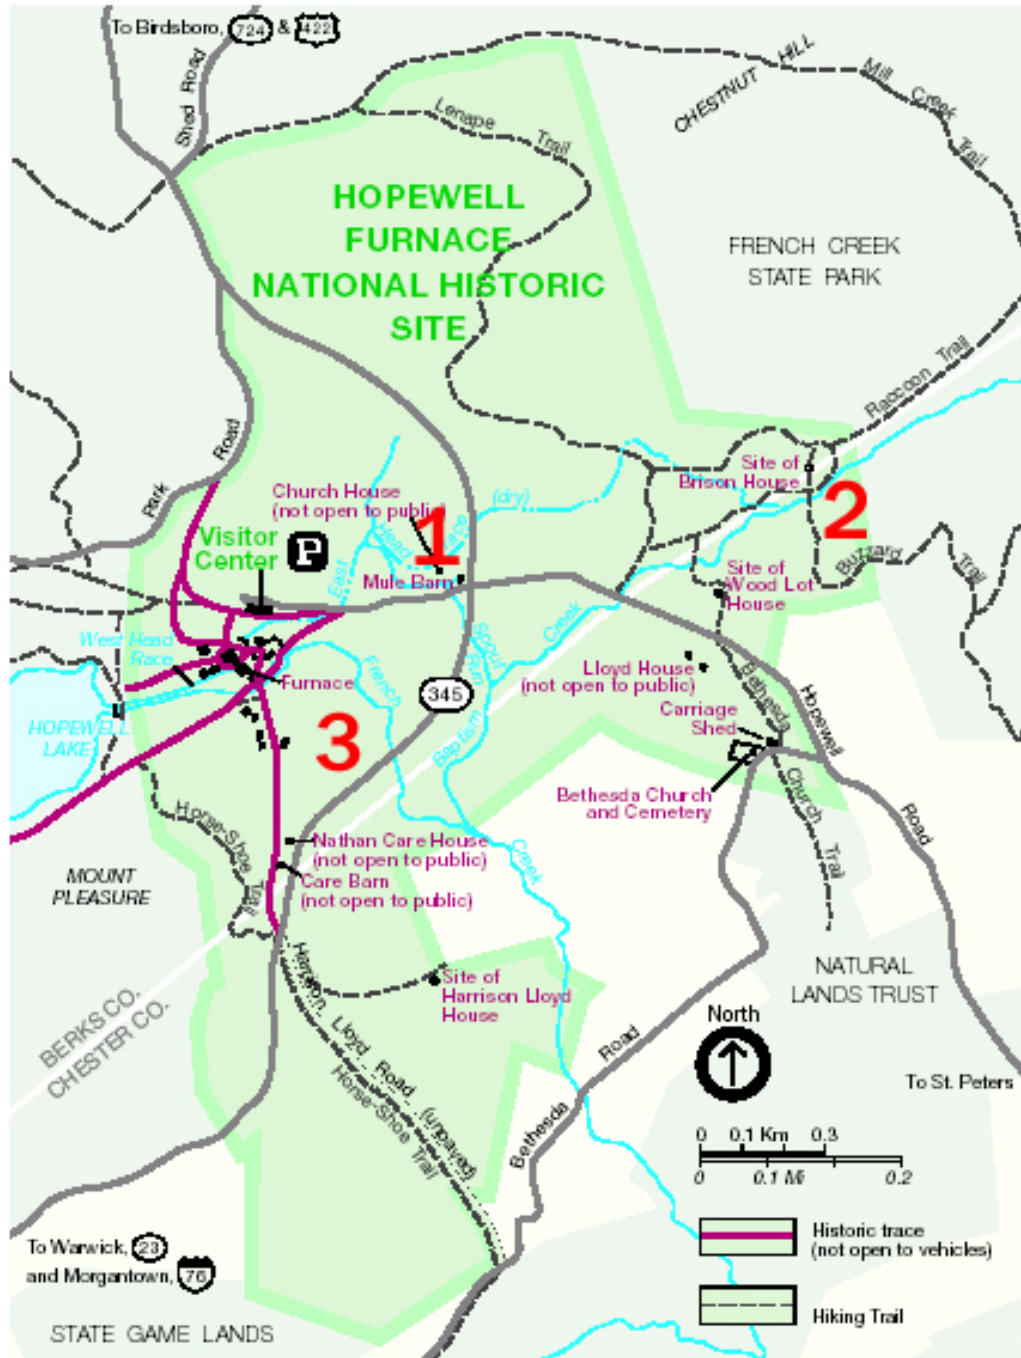 To Birdsboro, 724 & 422
Shed Road
CHESTNUT HILL
Mill Creek Trail
Lenape Trail
HOPEWELL
FURNACE
NATIONAL HISTORIC
SITE
FRENCH CREEK
STATE PARK
Raccoon Trail
Park Road
Church House
(not open to public)
(dry)
Site of
Brison House
1
2
Visitor
Center
P
East Head Race
Mule Barn
Buzzard Trail
Site of
Wood Lot
House
West Head
Race
Furnace
French Creek
Spout Run
Baptism Creek
345
Lloyd House
(not open to public)
Bethesda Church Trail
Hopewell Road
Carriage
Shed
HOPEWELL
LAKE
3
Bethesda Church
and Cemetery
Horse-Shoe Trail
Nathan Care House
(not open to public)
Care Barn
(not open to public)
MOUNT
PLEASURE
Site of
Harrison Lloyd
House
Harrison Lloyd Road (unpaved)
Horse-Shoe Trail
BERKS CO.
CHESTER CO.
NATURAL
LANDS TRUST
North
Bethesda Road
To St. Peters
0 0.1 Km 0.3
0 0.1 Mi 0.2
Historic trace
(not open to vehicles)
Hiking Trail
To Warwick, 23
and Morgantown, 76
STATE GAME LANDS